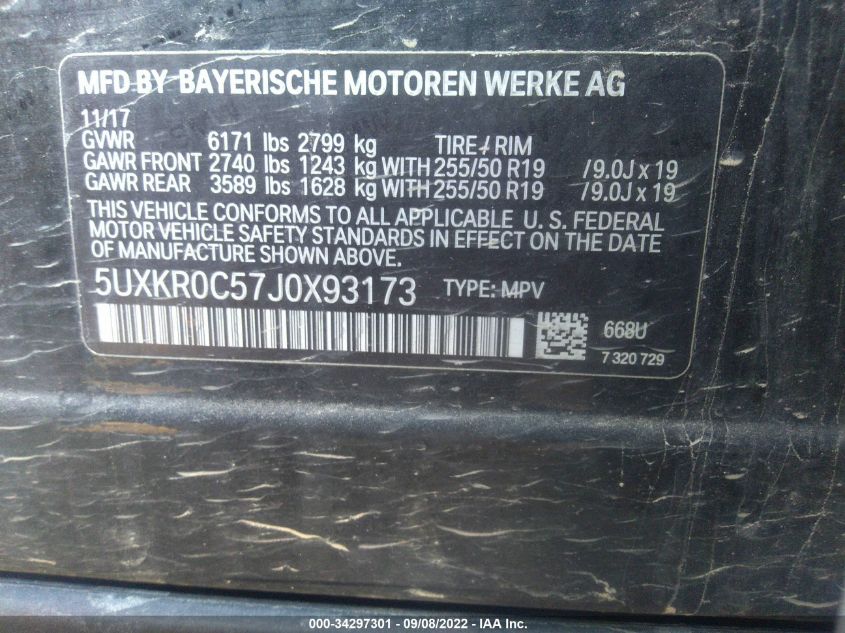 MFD BY BAYERISCHE MOTOREN WERKE AG
11/17
GVWR 6171 lbs 2799 kg TIRE / RIM
GAWR FRONT 2740 lbs 1243 kg WITH 255/50 R19 / 9.0J x 19
GAWR REAR 3589 lbs 1628 kg WITH 255/50 R19 / 9.0J x 19
THIS VEHICLE CONFORMS TO ALL APPLICABLE U. S. FEDERAL
MOTOR VEHICLE SAFETY STANDARDS IN EFFECT ON THE DATE
OF MANUFACTURE SHOWN ABOVE.
5UXKR0C57J0X93173 TYPE: MPV
668U
7 320 729
000-34297301 - 09/08/2022 - IAA Inc.